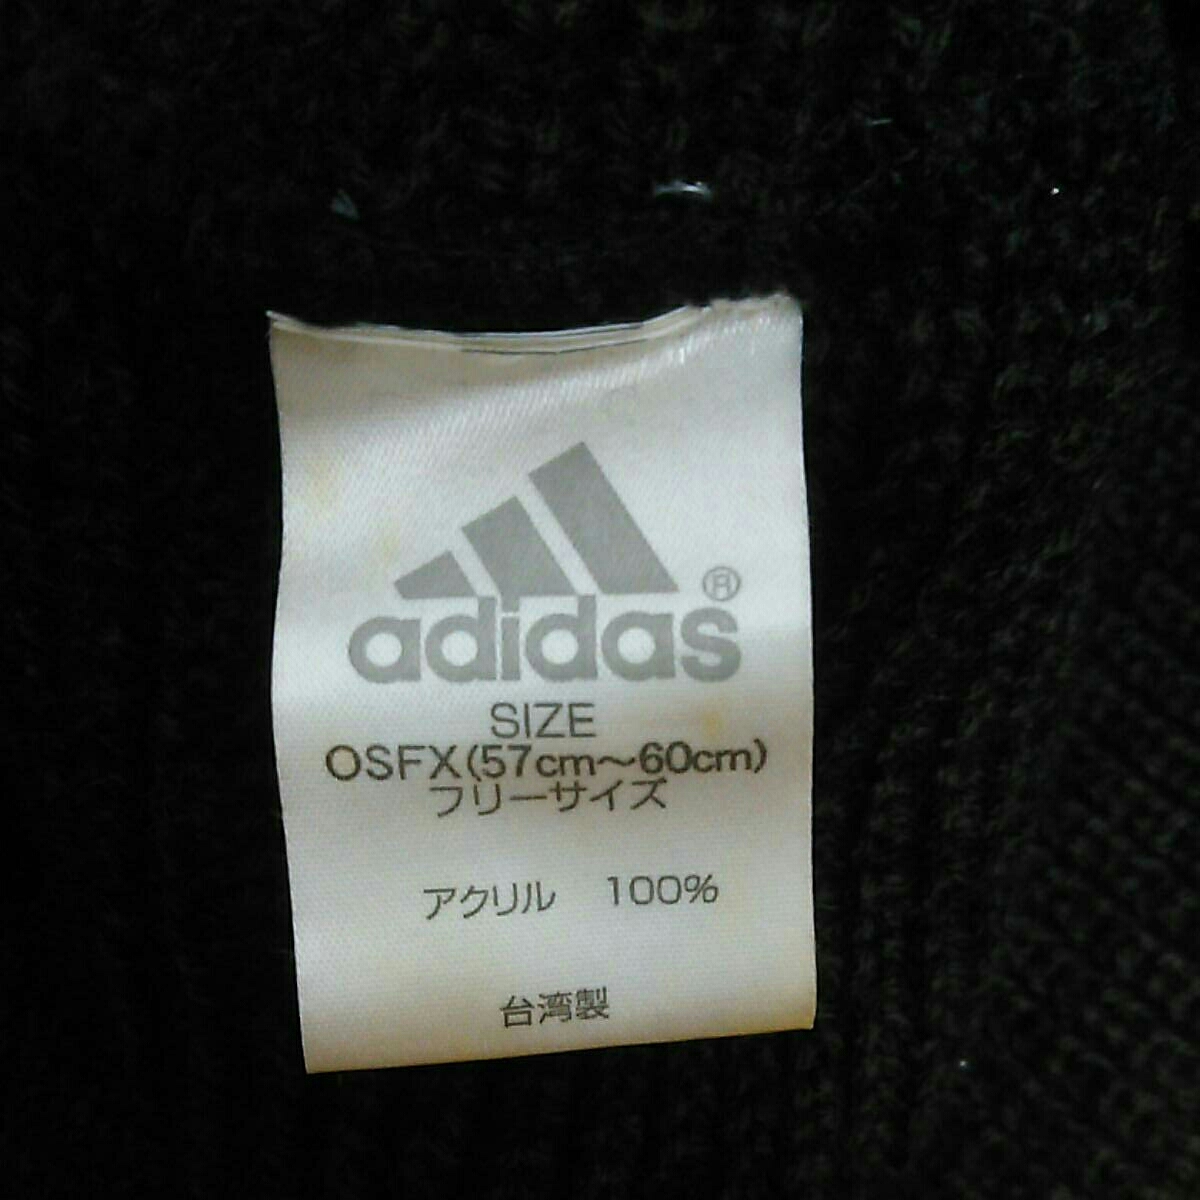 adidas®
SIZE
OSFX(57cm〜60cm)
フリーサイズ
アクリル 100%
台湾製